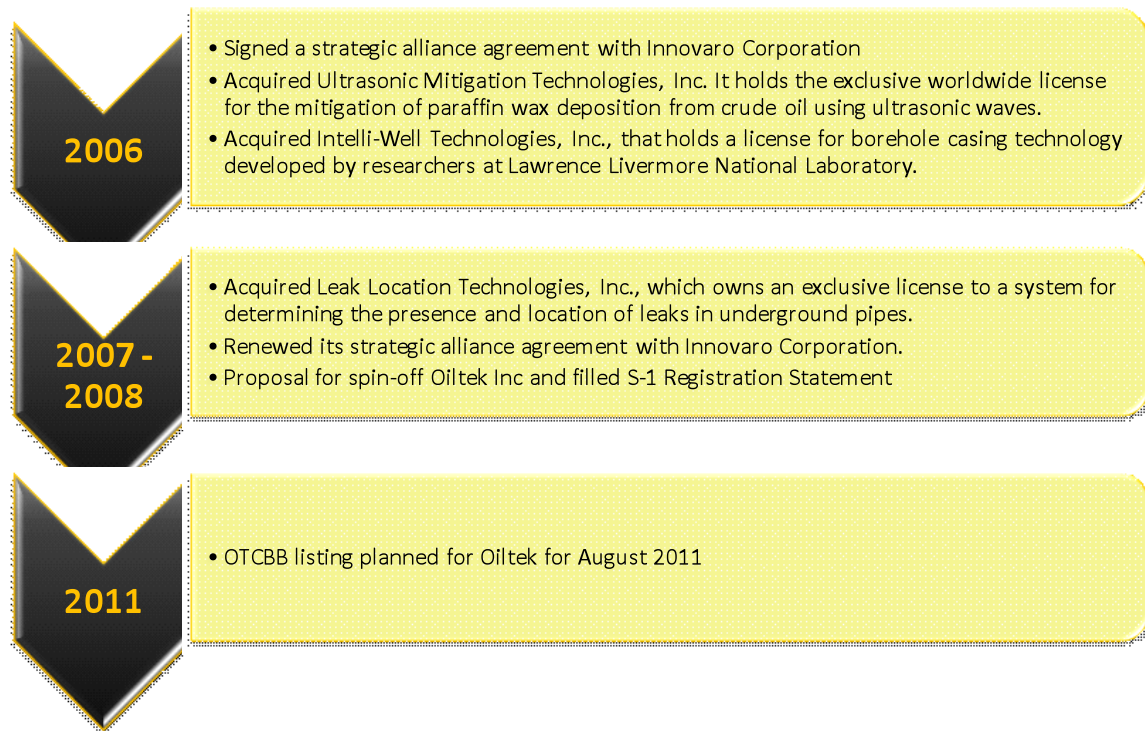 2006
• Signed a strategic alliance agreement with Innovaro Corporation
• Acquired Ultrasonic Mitigation Technologies, Inc. It holds the exclusive worldwide license
for the mitigation of paraffin wax deposition from crude oil using ultrasonic waves.
• Acquired Intelli-Well Technologies, Inc., that holds a license for borehole casing technology
developed by researchers at Lawrence Livermore National Laboratory.
2007 -
2008
• Acquired Leak Location Technologies, Inc., which owns an exclusive license to a system for
determining the presence and location of leaks in underground pipes.
• Renewed its strategic alliance agreement with Innovaro Corporation.
• Proposal for spin-off Oiltek Inc and filled S-1 Registration Statement
2011
• OTCBB listing planned for Oiltek for August 2011